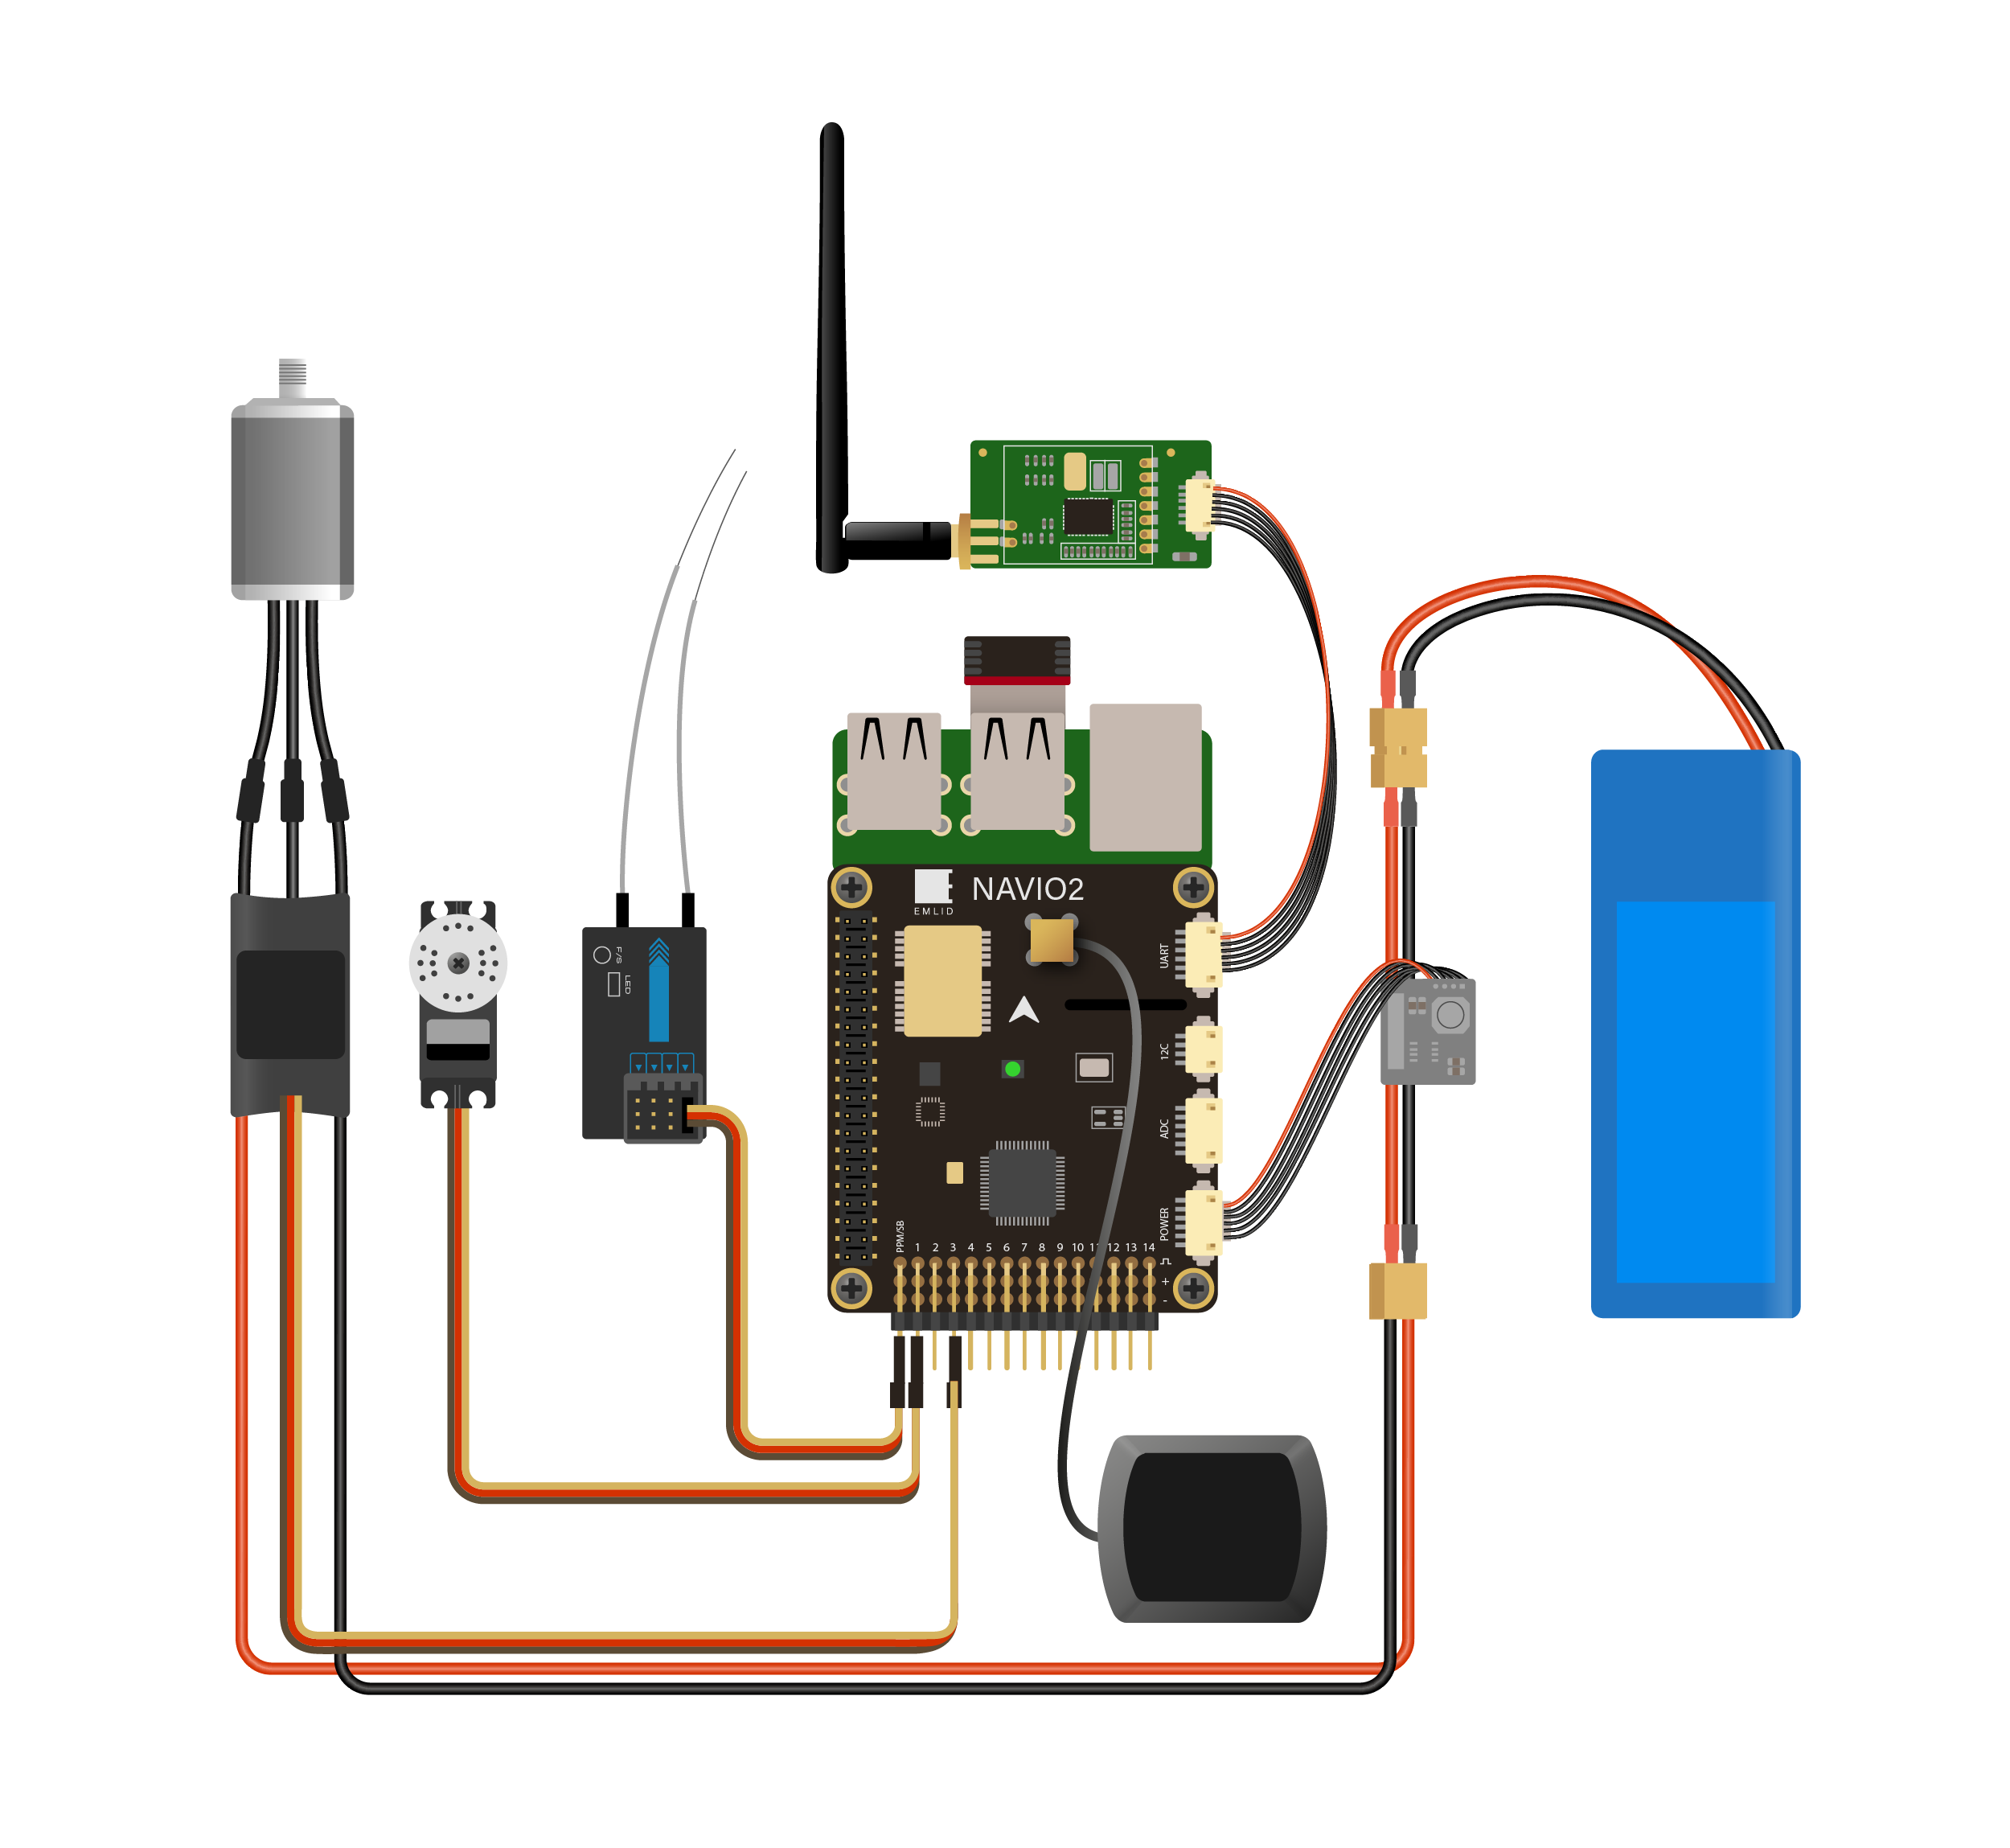 NAVIO2
EMLID
UART
F/S
LED
12C
ADC
POWER
PPM/SB
1 2 3 4 5 6 7 8 9 10 11 12 13 14
+
-